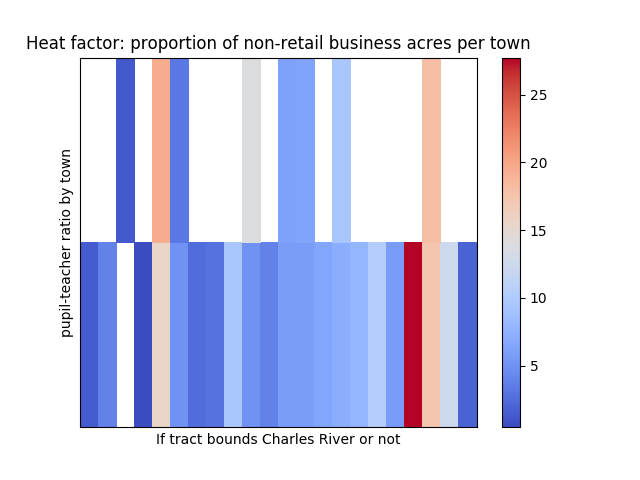 Heat factor: proportion of non-retail business acres per town
pupil-teacher ratio by town
25
20
15
10
5
If tract bounds Charles River or not